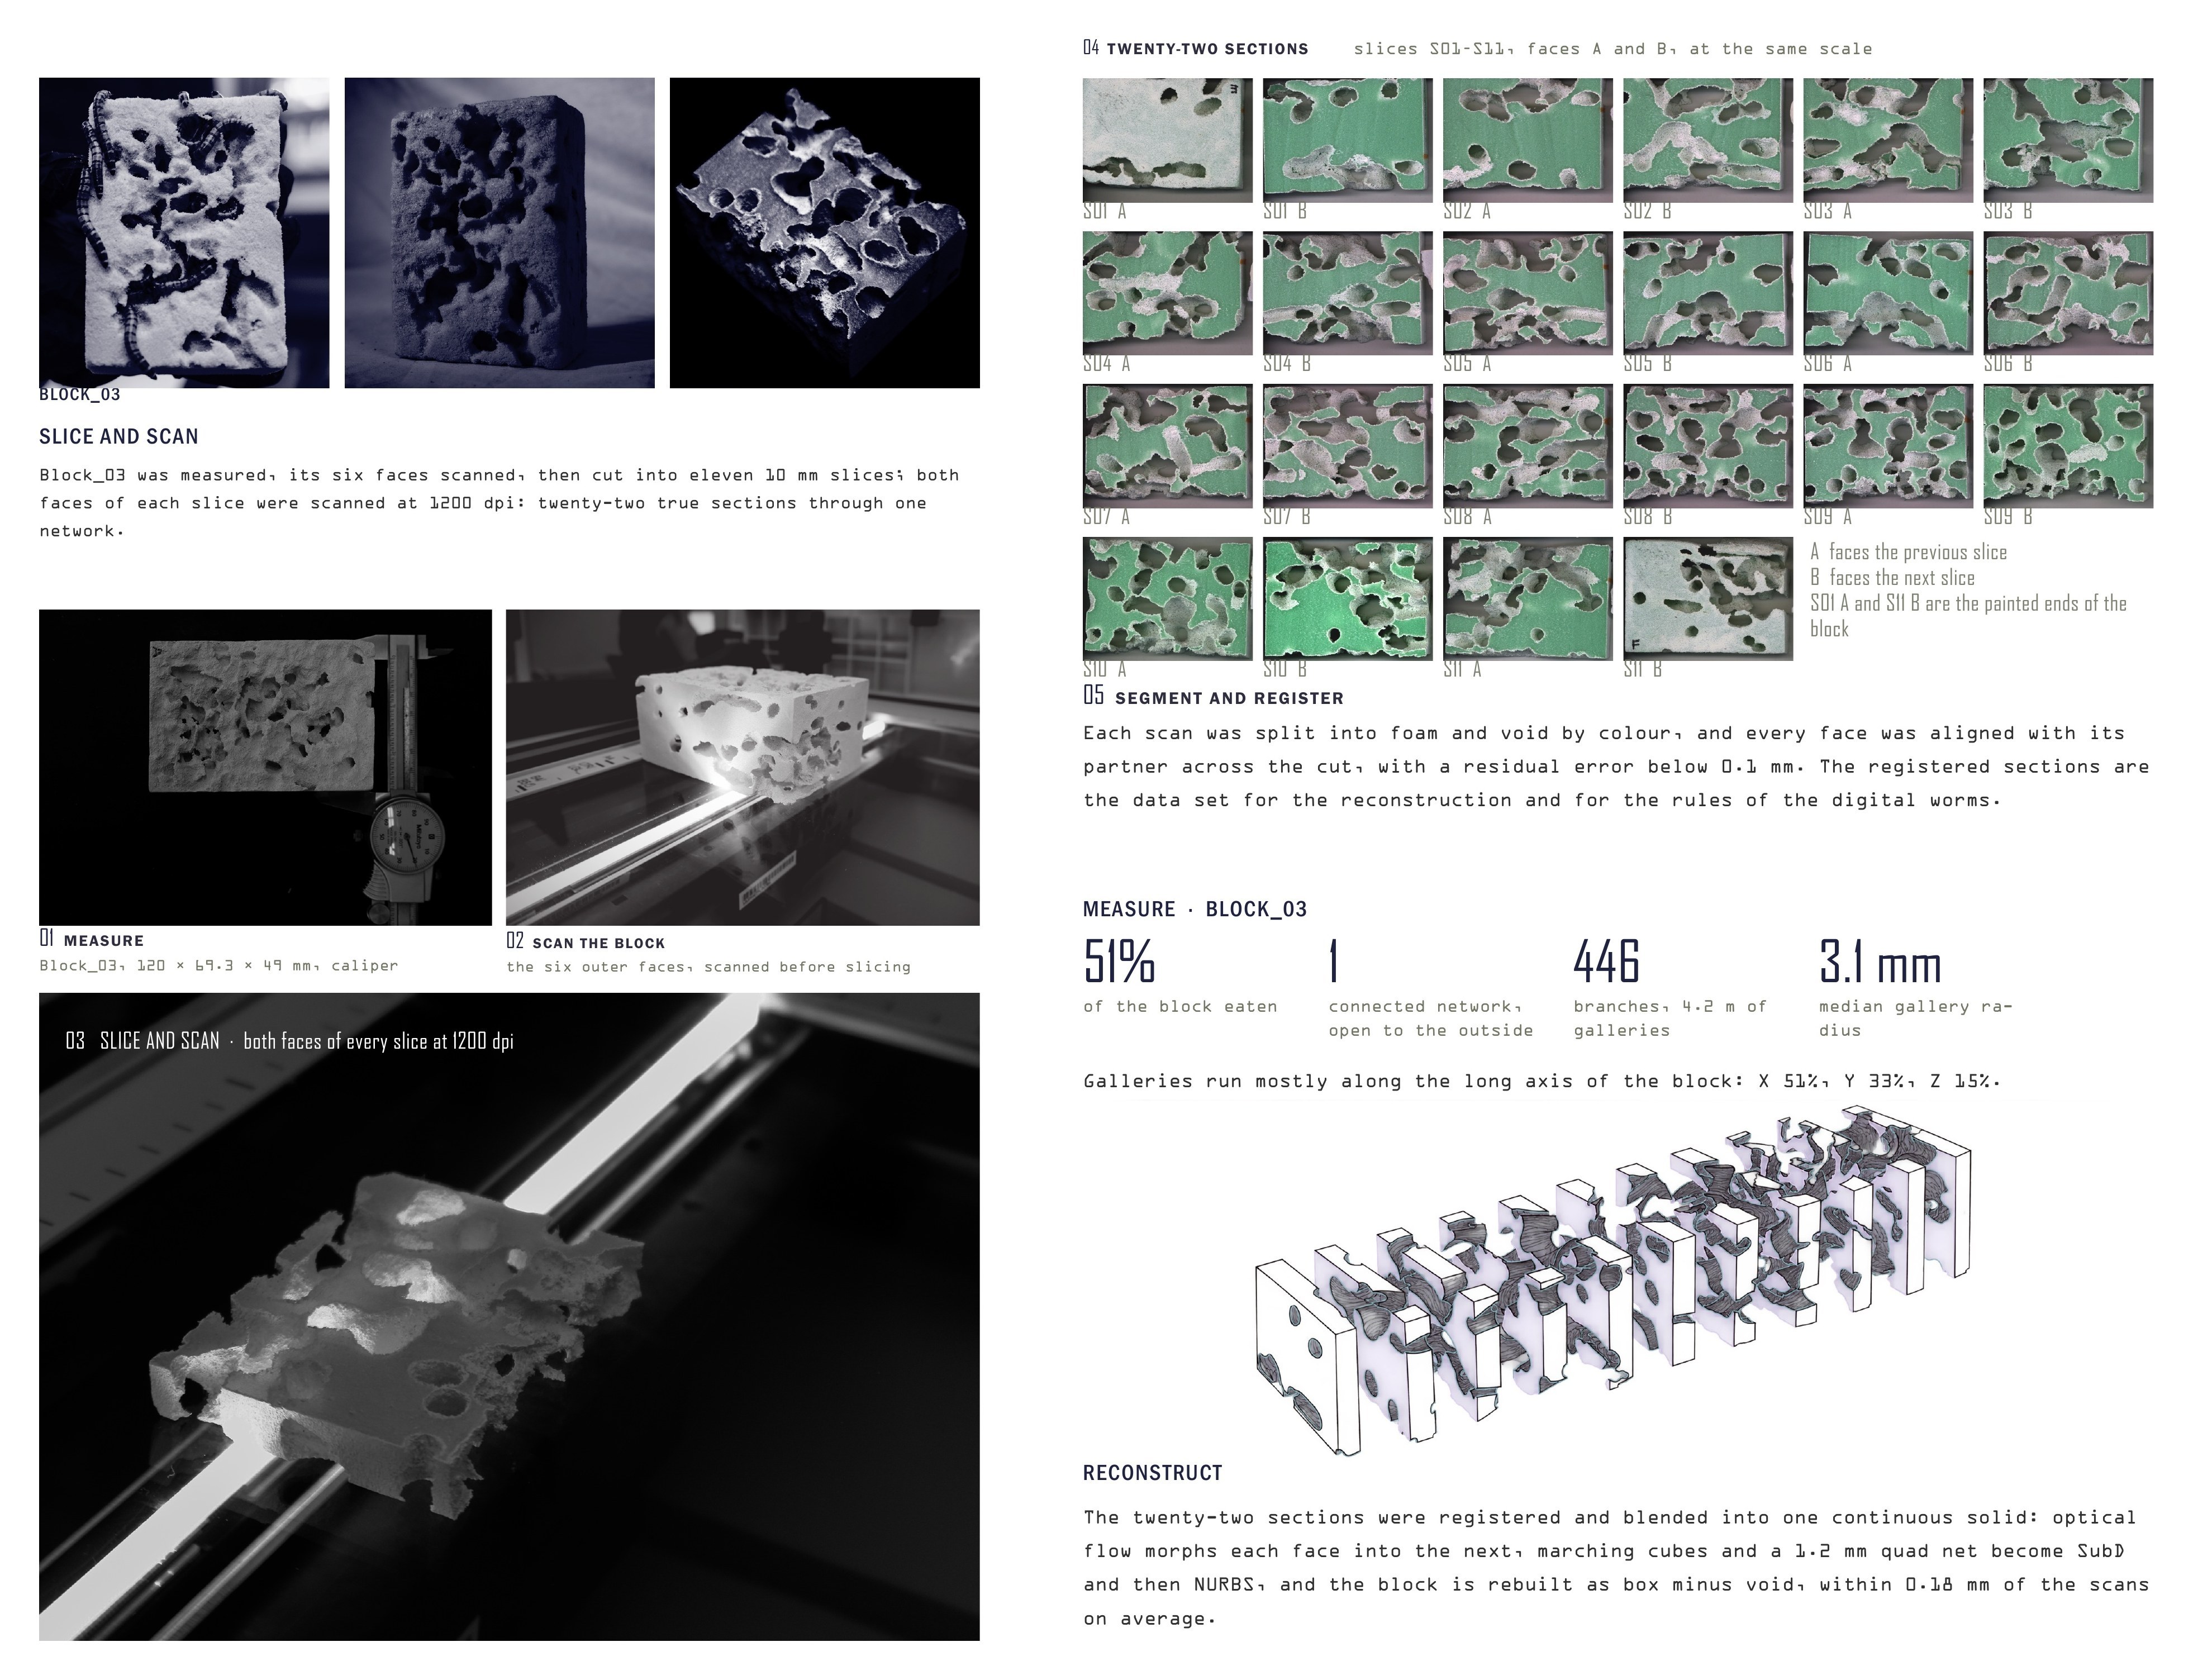 BLOCK_03
SLICE AND SCAN
Block_03 was measured, its six faces scanned, then cut into eleven 10 mm slices; both
faces of each slice were scanned at 1200 dpi: twenty-two true sections through one
network.
01 MEASURE
Block_03, 120 × 69.3 × 49 mm, caliper
02 SCAN THE BLOCK
the six outer faces, scanned before slicing
03 SLICE AND SCAN · both faces of every slice at 1200 dpi
04 TWENTY-TWO SECTIONS slices S01-S11, faces A and B, at the same scale
S01 A S01 B S02 A S02 B S03 A S03 B
S04 A S04 B S05 A S05 B S06 A S06 B
S07 A S07 B S08 A S08 B S09 A S09 B
F
A faces the previous slice
B faces the next slice
S01 A and S11 B are the painted ends of the
block
S10 A S10 B S11 A S11 B
05 SEGMENT AND REGISTER
Each scan was split into foam and void by colour, and every face was aligned with its
partner across the cut, with a residual error below 0.1 mm. The registered sections are
the data set for the reconstruction and for the rules of the digital worms.
MEASURE · BLOCK_03
51%
of the block eaten
1
connected network,
open to the outside
446
branches, 4.2 m of
galleries
3.1 mm
median gallery ra-
dius
Galleries run mostly along the long axis of the block: X 51%, Y 33%, Z 15%.
RECONSTRUCT
The twenty-two sections were registered and blended into one continuous solid: optical
flow morphs each face into the next, marching cubes and a 1.2 mm quad net become SubD
and then NURBS, and the block is rebuilt as box minus void, within 0.18 mm of the scans
on average.